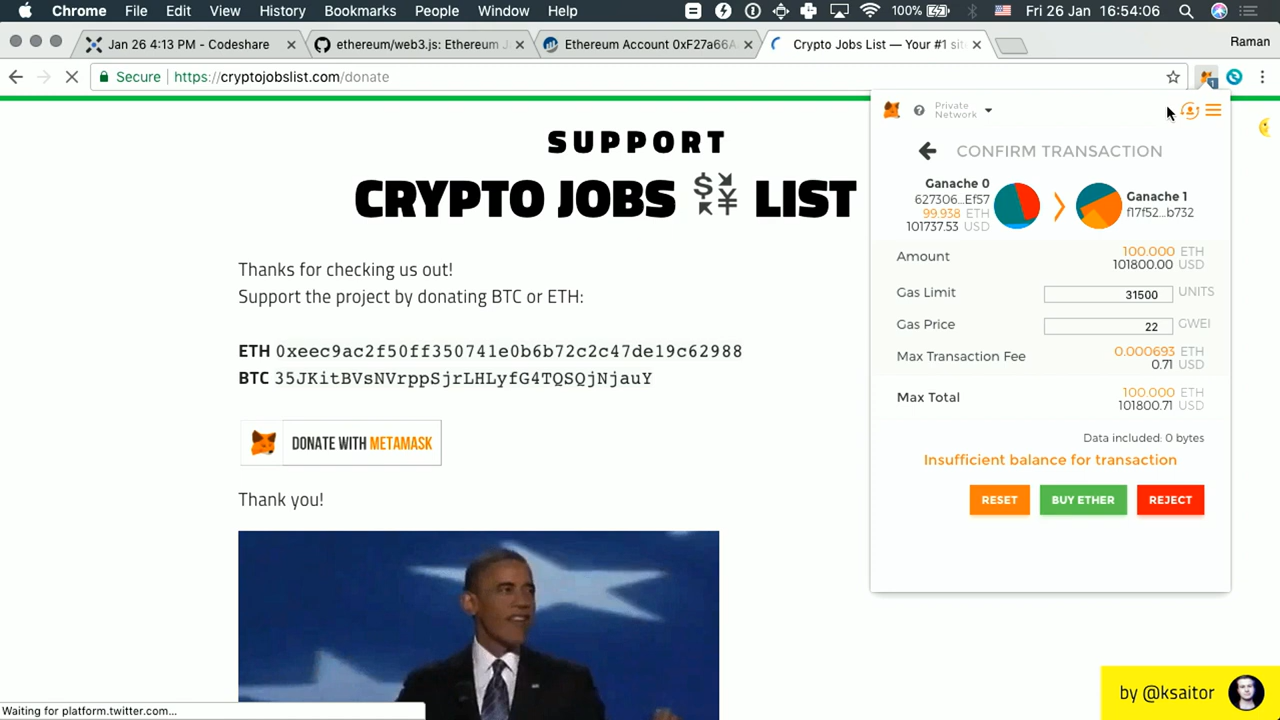 Chrome File Edit View History Bookmarks People Window Help 100% Fri 26 Jan 16:54:06
Jan 26 4:13 PM - Codeshare ethereum/web3.js: Ethereum J Ethereum Account 0xF27a66A Crypto Jobs List — Your #1 sit Raman
Secure https://cryptojobslist.com/donate
SUPPORT
CRYPTO JOBS LIST
Thanks for checking us out!
Support the project by donating BTC or ETH:
ETH 0xeec9ac2f50ff350741e0b6b72c2c47de19c62988
BTC 35JKitBVsNVrppSjrLHLyfG4TQSQjNjauY
DONATE WITH METAMASK
Thank you!
Private
Network
1
CONFIRM TRANSACTION
Ganache 0
627306...Ef57
99.938 ETH
101737.53 USD
Ganache 1
f17f52...b732
Amount 100.000 ETH
101800.00 USD
Gas Limit 31500 UNITS
Gas Price 22 GWEI
Max Transaction Fee 0.000693 ETH
0.71 USD
Max Total 100.000 ETH
101800.71 USD
Data included: 0 bytes
Insufficient balance for transaction
RESET BUY ETHER REJECT
by @ksaitor
Waiting for platform.twitter.com...